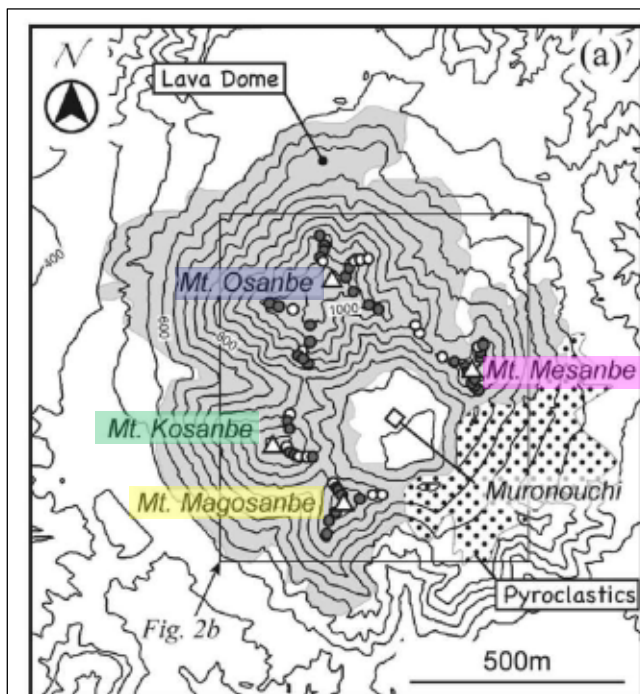 N
(a)
Lava Dome
400
Mt. Osanbe
1000
600
800
Mt. Mesanbe
Mt. Kosanbe
Muronouchi
Mt. Magosanbe
Pyroclastics
Fig. 2b
500m